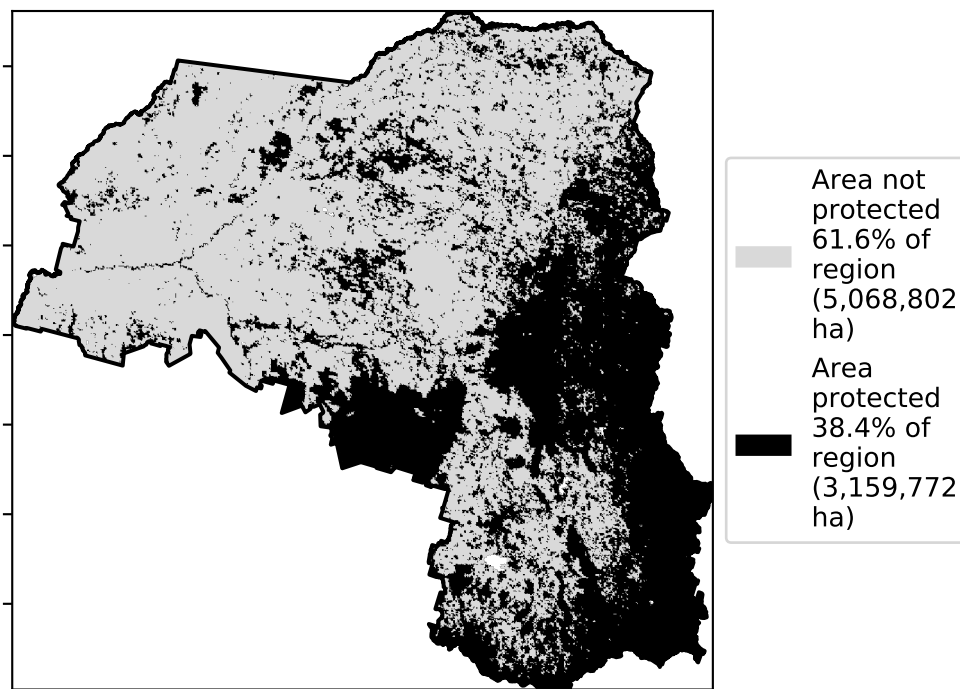 Area not
protected
61.6% of
region
(5,068,802
ha)
Area
protected
38.4% of
region
(3,159,772
ha)